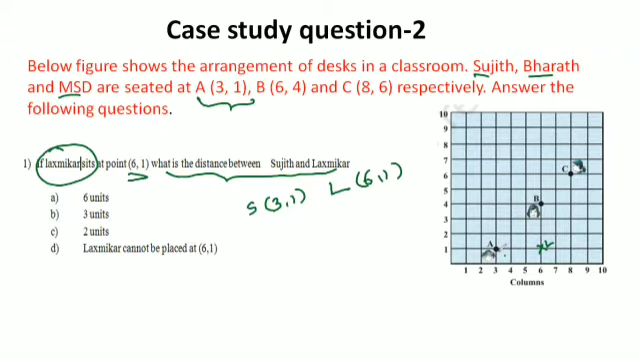 Case study question-2
Below figure shows the arrangement of desks in a classroom. Sujith, Bharath
and MSD are seated at A (3, 1), B (6, 4) and C (8, 6) respectively. Answer the
following questions.
1) If laxmikar sits at point (6, 1) what is the distance between Sujith and Laxmikar
a) 6 units
b) 3 units
c) 2 units
d) Laxmikar cannot be placed at (6,1)
S (3,1) L (6,1)
10
9
8
7
6
5
4
3
2
1
C
B
A
1 2 3 4 5 6 7 8 9 10
Columns